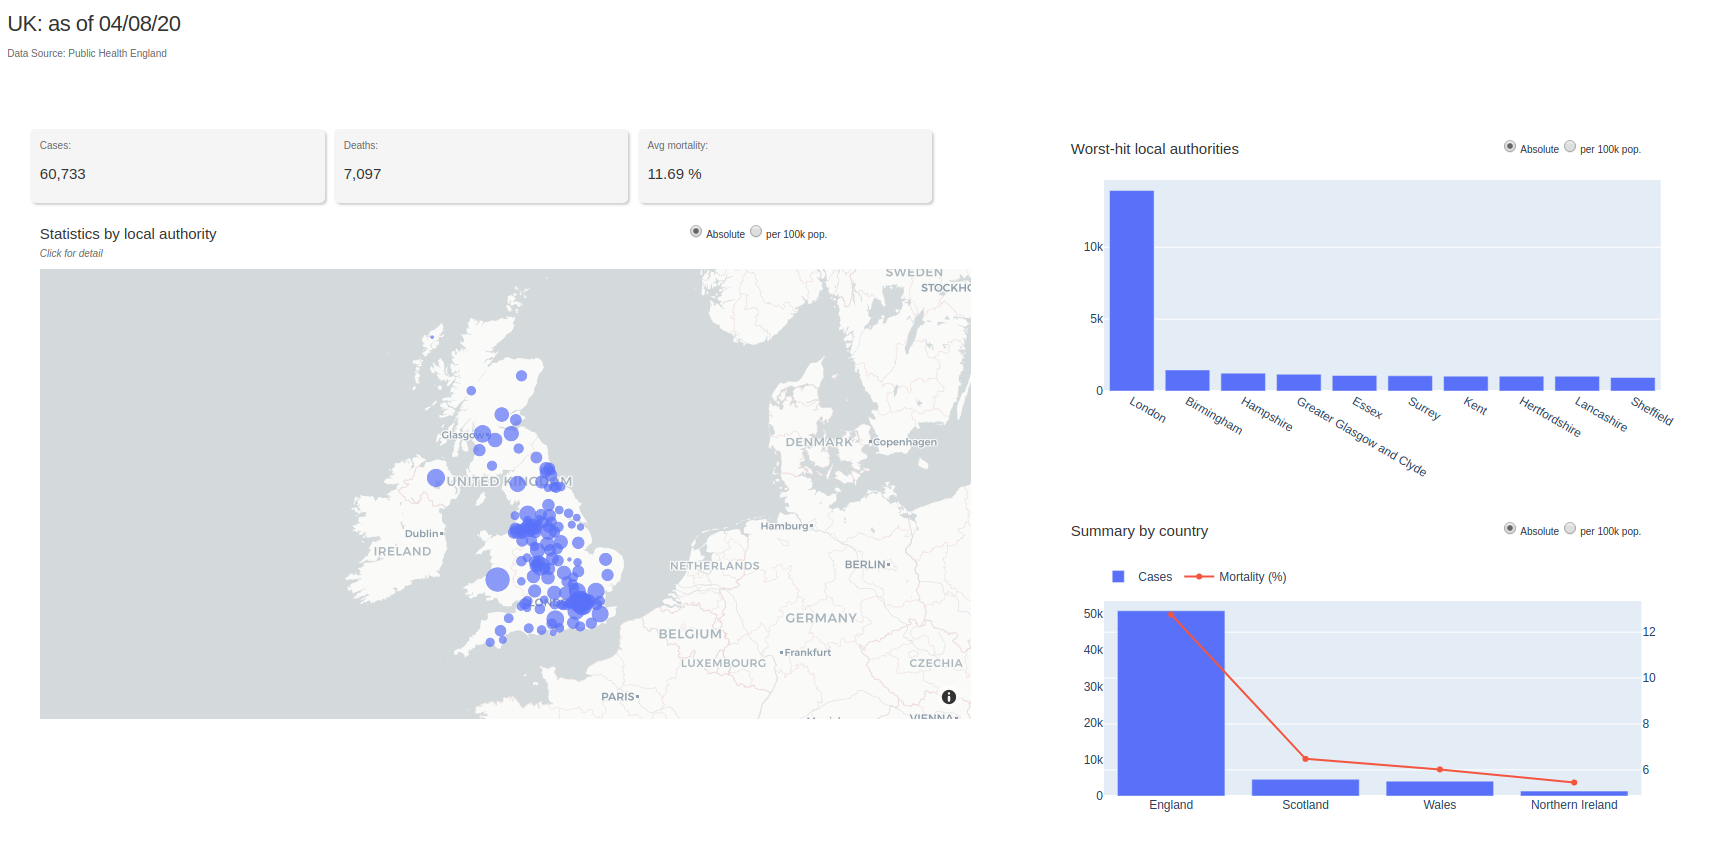 UK: as of 04/08/20
Data Source: Public Health England
Cases:
60,733
Deaths:
7,097
Avg mortality:
11.69 %
Statistics by local authority
Absolute per 100k pop.
Click for detail
SWEDEN
STOCKHO
Glasgow
DENMARK
Copenhagen
UNITED KINGDOM
Hamburg
Dublin
IRELAND
NETHERLANDS
BERLIN
GERMANY
BELGIUM
Frankfurt
LUXEMBOURG
CZECHIA
PARIS
VIENNA
Worst-hit local authorities
Absolute per 100k pop.
10k
5k
0
London
Birmingham
Hampshire
Greater Glasgow and Clyde
Essex
Surrey
Kent
Hertfordshire
Lancashire
Sheffield
Summary by country
Absolute per 100k pop.
Cases Mortality (%)
50k
40k
30k
20k
10k
0
12
10
8
6
England Scotland Wales Northern Ireland